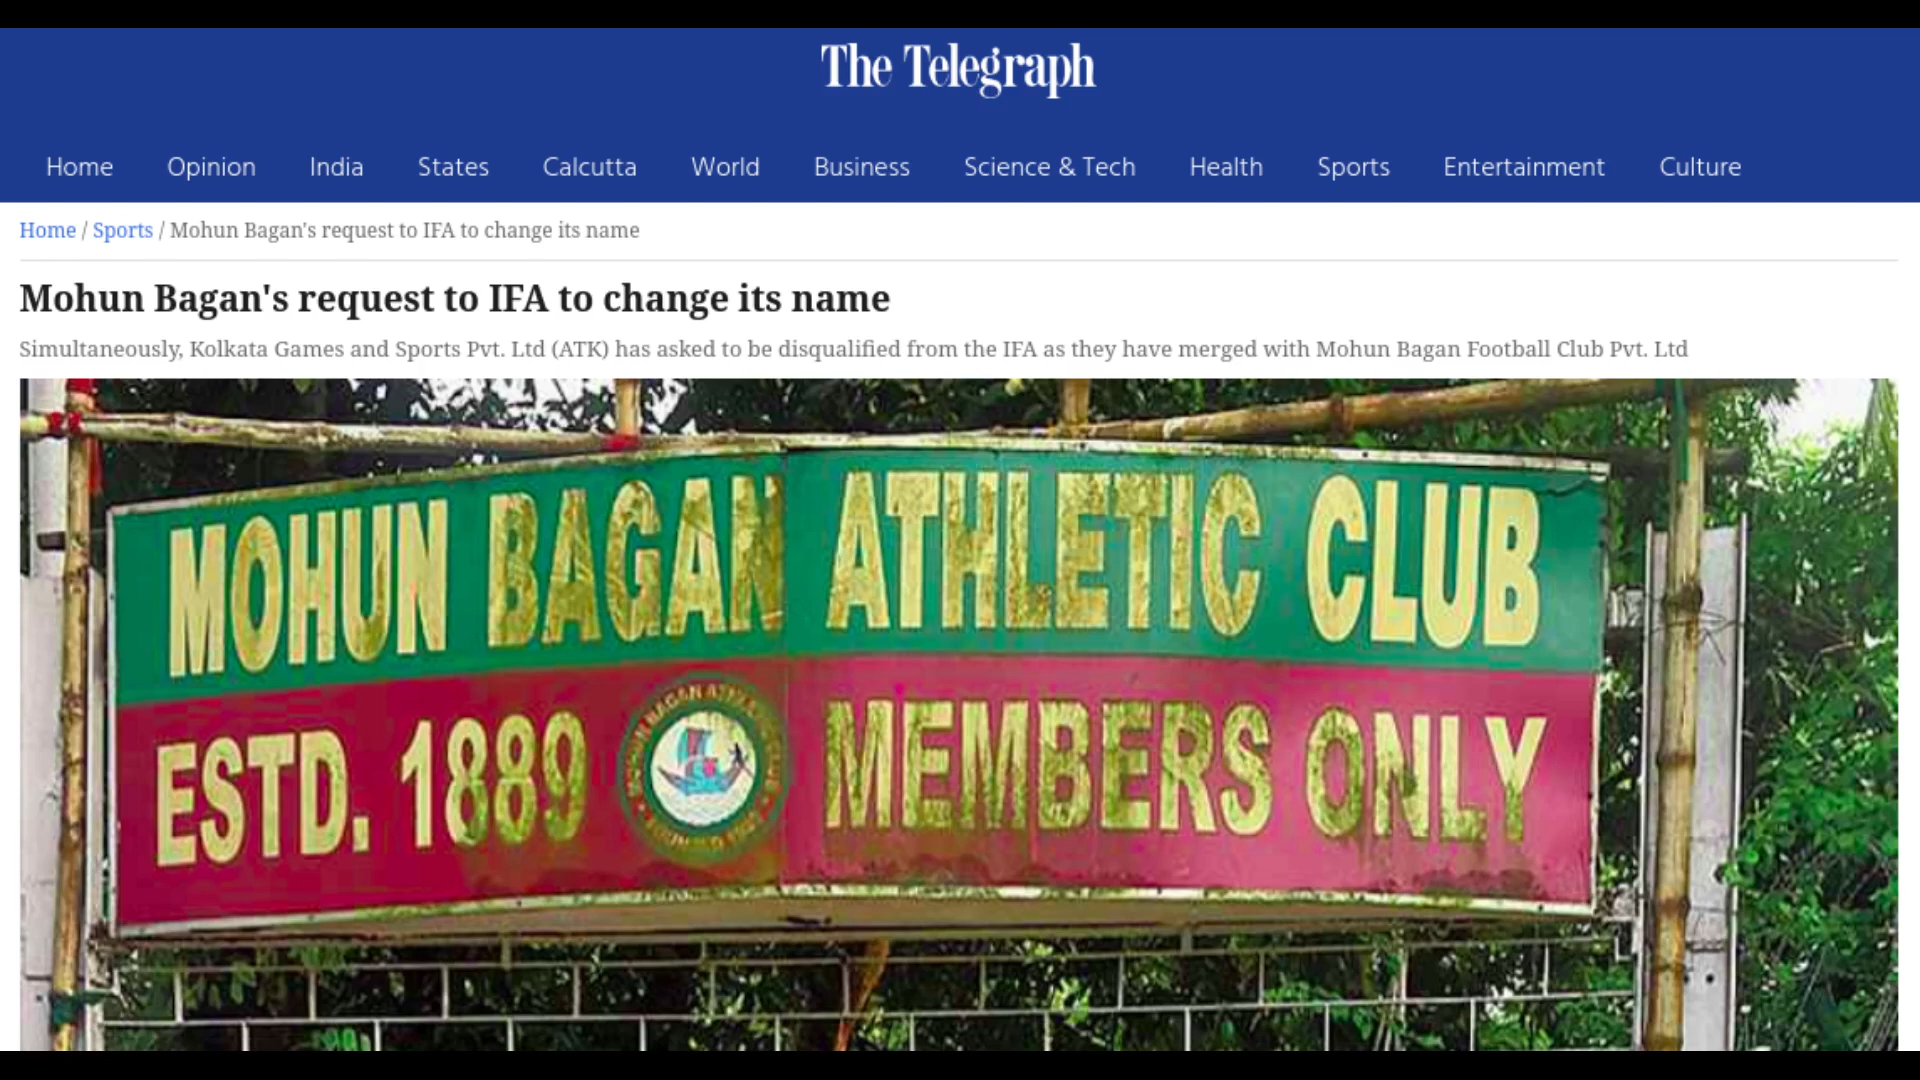 The Telegraph
Home Opinion India States Calcutta World Business Science & Tech Health Sports Entertainment Culture
Home / Sports / Mohun Bagan's request to IFA to change its name
Mohun Bagan's request to IFA to change its name
Simultaneously, Kolkata Games and Sports Pvt. Ltd (ATK) has asked to be disqualified from the IFA as they have merged with Mohun Bagan Football Club Pvt. Ltd
MOHUN BAGAN ATHLETIC CLUB
ESTD. 1889 MEMBERS ONLY